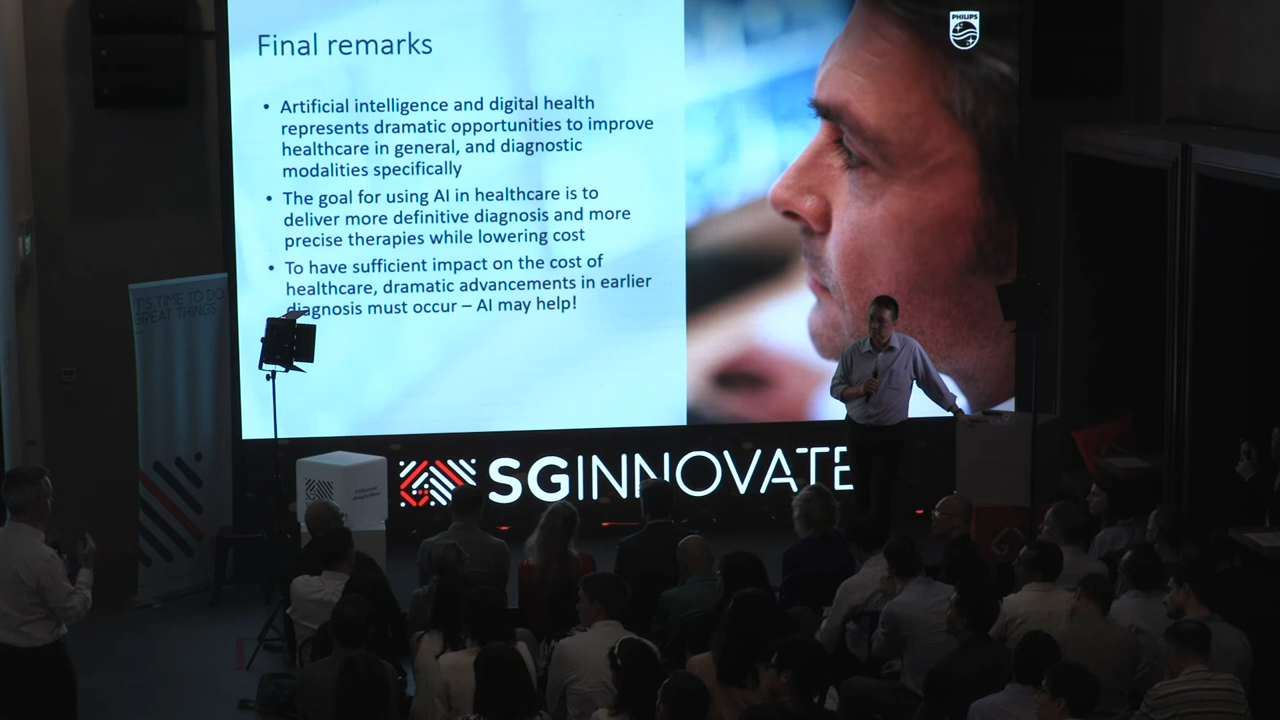 Final remarks
PHILIPS
• Artificial intelligence and digital health
represents dramatic opportunities to improve
healthcare in general, and diagnostic
modalities specifically
• The goal for using AI in healthcare is to
deliver more definitive diagnosis and more
precise therapies while lowering cost
• To have sufficient impact on the cost of
healthcare, dramatic advancements in earlier
diagnosis must occur – AI may help!
IT'S TIME TO DO
GREAT THINGS
SGINNOVATE